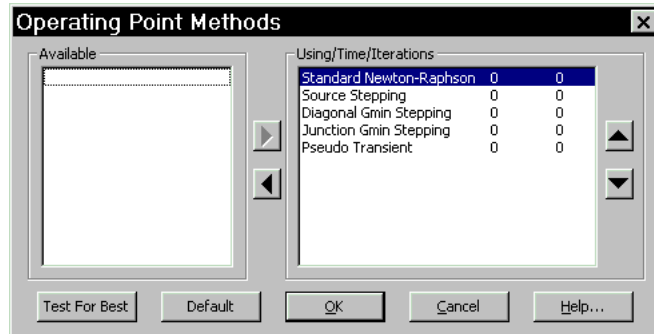 Operating Point Methods
Available
Using/Time/Iterations
Standard Newton-Raphson 0 0
Source Stepping 0 0
Diagonal Gmin Stepping 0 0
Junction Gmin Stepping 0 0
Pseudo Transient 0 0
Test For Best Default OK Cancel Help...